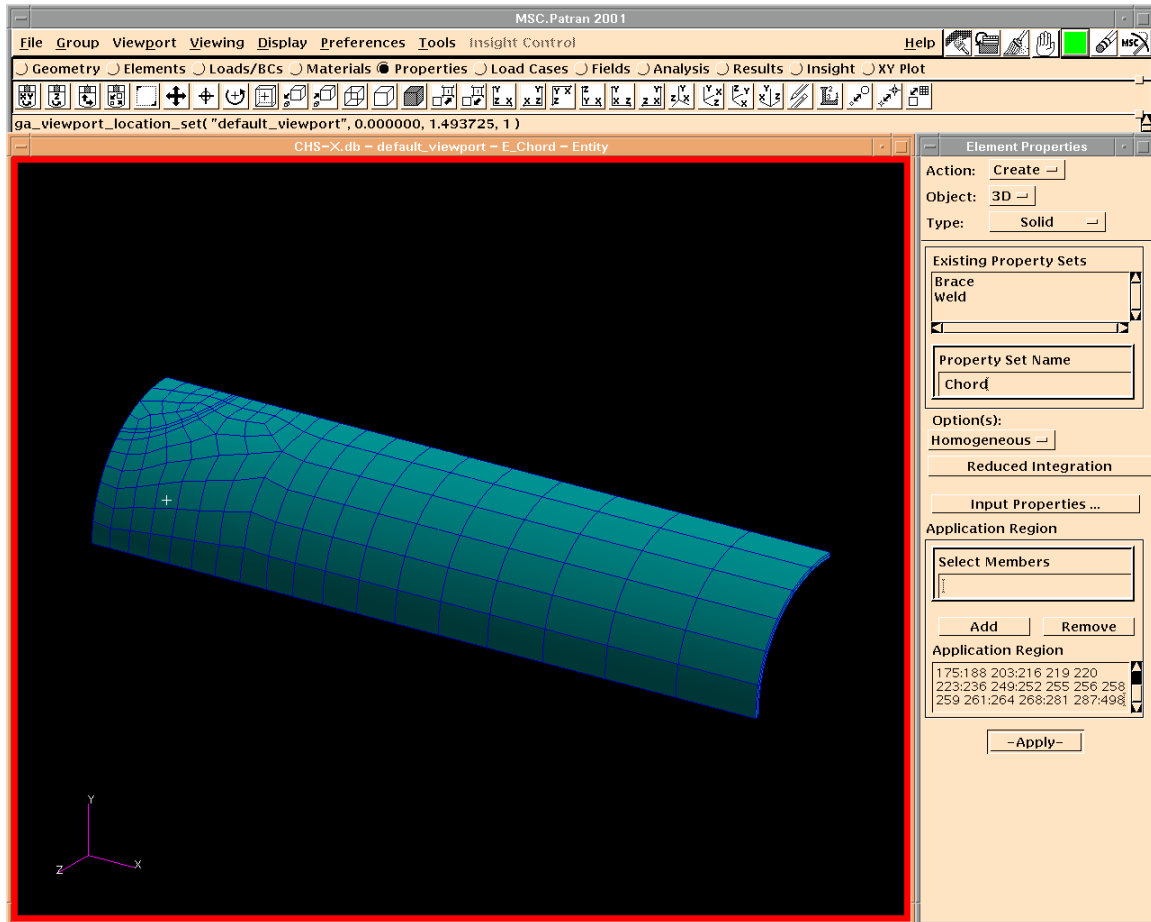 MSC.Patran 2001
File Group Viewport Viewing Display Preferences Tools Insight Control Help
Geometry Elements Loads/BCs Materials Properties Load Cases Fields Analysis Results Insight XY Plot
ga_viewport_location_set( "default_viewport", 0.000000, 1.493725, 1 )
CHS-X.db - default_viewport - E_Chord - Entity
Y
Z
X
Element Properties
Action: Create
Object: 3D
Type: Solid
Existing Property Sets
Brace
Weld
Property Set Name
Chord
Option(s):
Homogeneous
Reduced Integration
Input Properties ...
Application Region
Select Members
Add Remove
Application Region
175:188 203:216 219 220
223:236 249:252 255 256 258
259 261:264 268:281 287:498
-Apply-